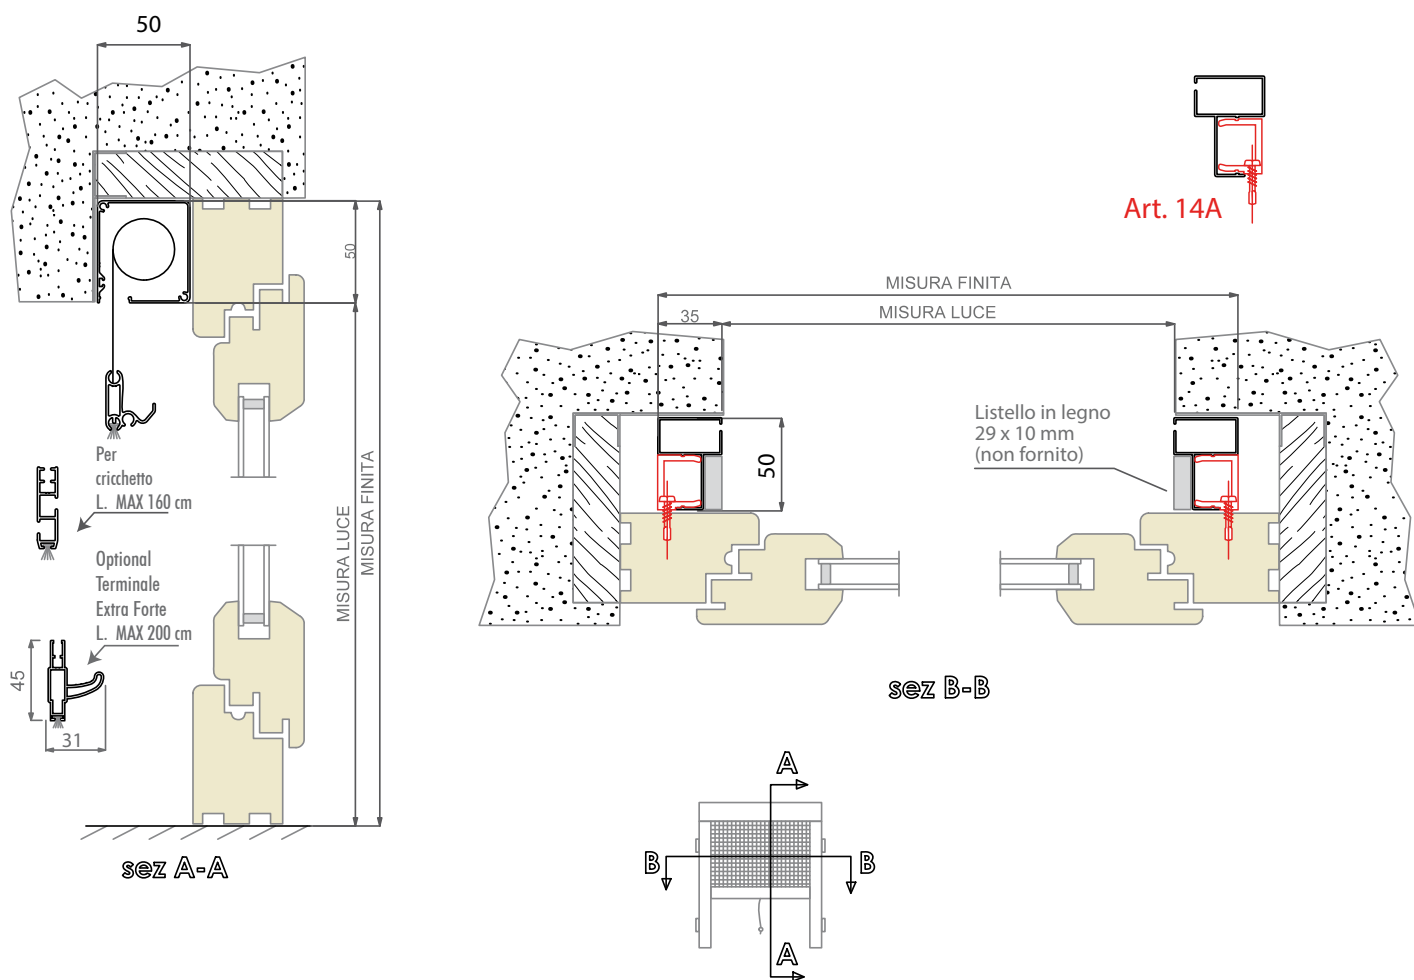 50
50
MISURA LUCE
MISURA FINITA
Per
cricchetto
L. MAX 160 cm
Optional
Terminale
Extra Forte
L. MAX 200 cm
45
31
sez A-A
Art. 14A
MISURA FINITA
35
MISURA LUCE
50
Listello in legno
29 x 10 mm
(non fornito)
sez B-B
A
B
B
A